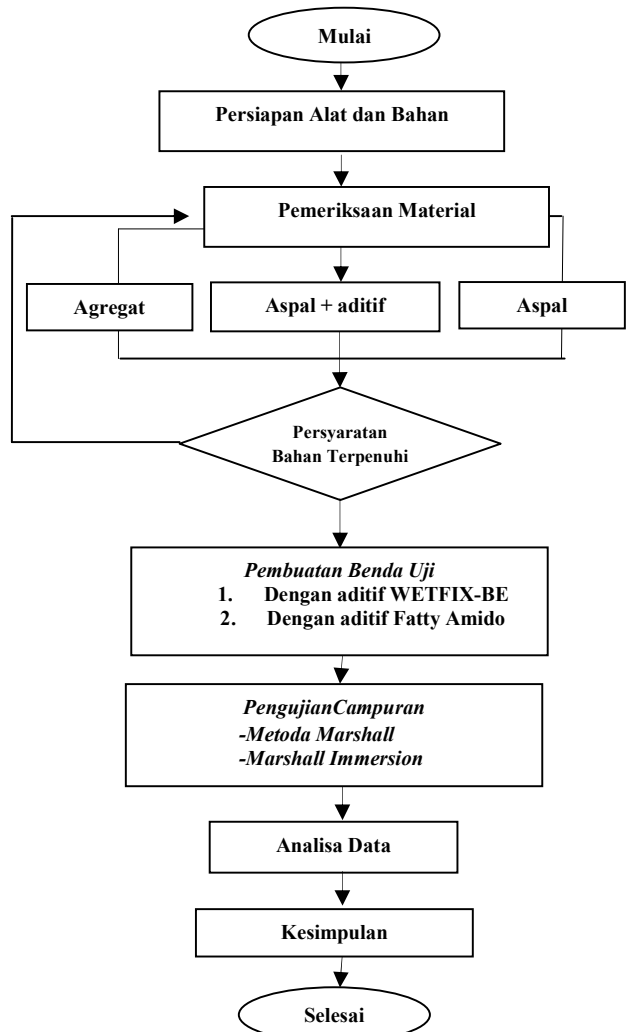 Mulai
Persiapan Alat dan Bahan
Pemeriksaan Material
Agregat
Aspal + aditif
Aspal
Persyaratan
Bahan Terpenuhi
Pembuatan Benda Uji
1. Dengan aditif WETFIX-BE
2. Dengan aditif Fatty Amido
PengujianCampuran
-Metoda Marshall
-Marshall Immersion
Analisa Data
Kesimpulan
Selesai